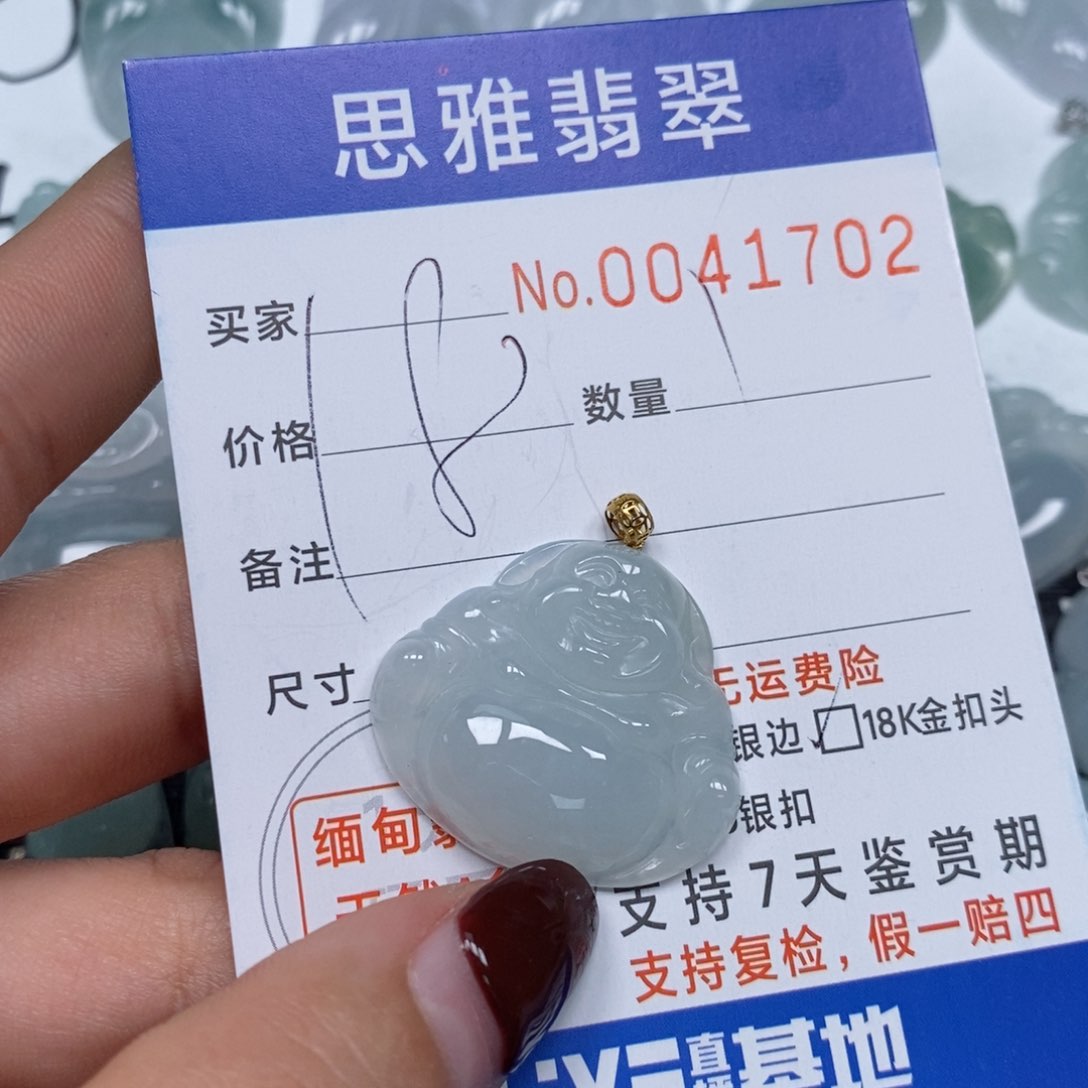 思雅翡翠
No.0041702
买家
价格
数量
18
1
备注
尺寸
运费险
银边 18K金扣头
银扣
缅甸
支持7天鉴赏期
支持复检，假一赔四
基地